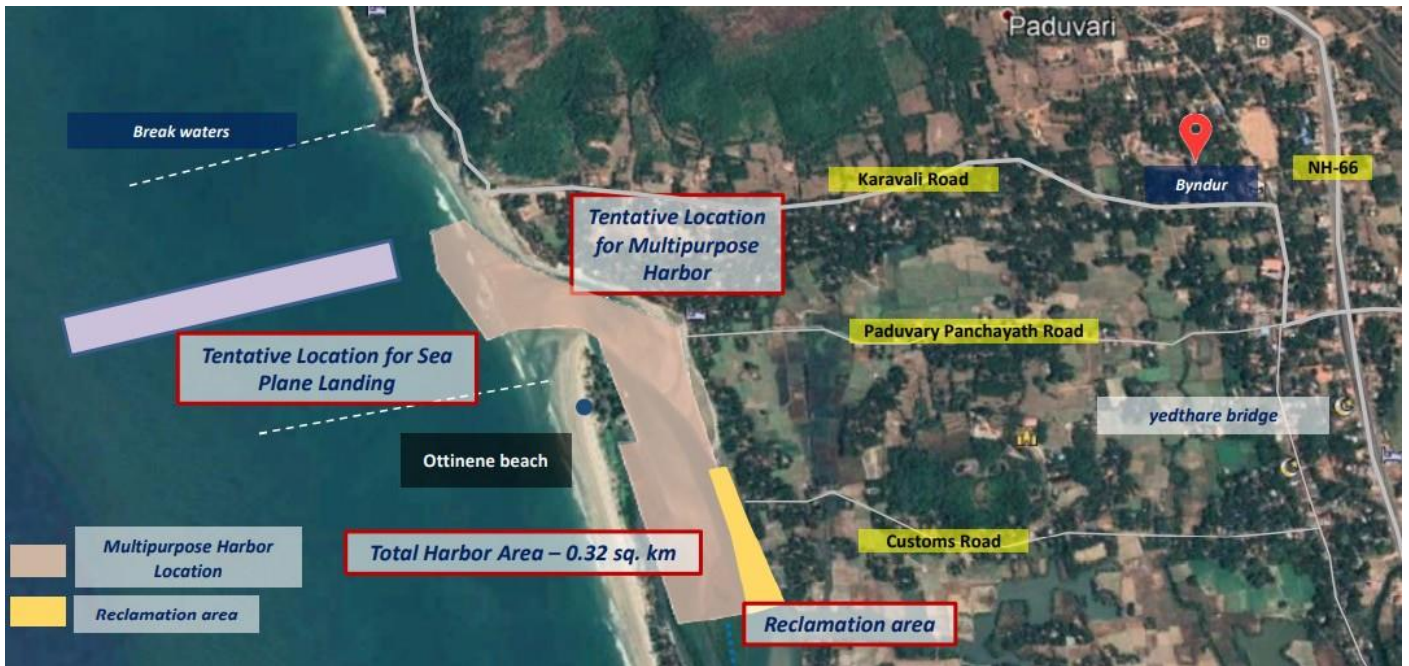 Paduvari
Break waters
Karavali Road
Byndur
NH-66
Tentative Location
for Multipurpose
Harbor
Tentative Location for Sea
Plane Landing
Paduvary Panchayath Road
yedthare bridge
Ottinene beach
Total Harbor Area – 0.32 sq. km
Customs Road
Multipurpose Harbor
Location
Reclamation area
Reclamation area